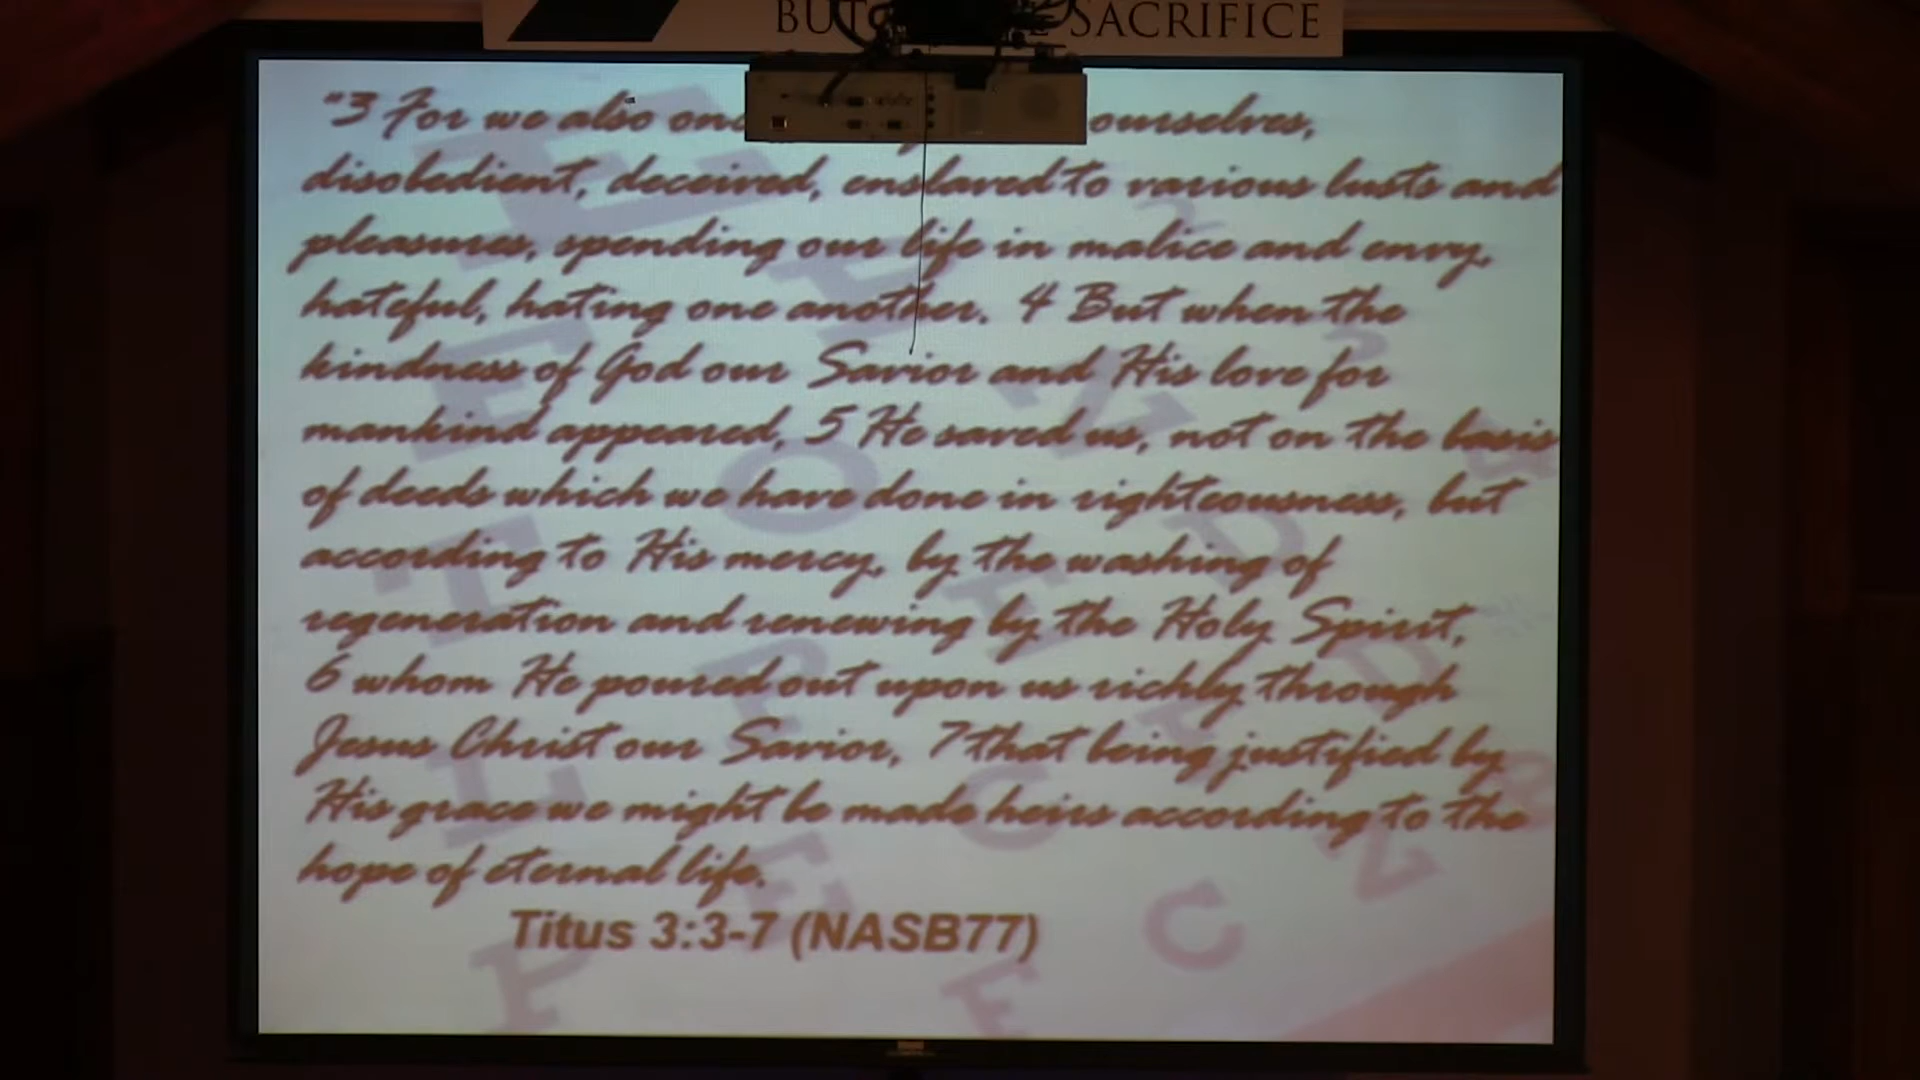 BUT SACRIFICE
"3 For we also ourselves,
disobedient, deceived, enslaved to various lusts and
pleasures, spending our life in malice and envy,
hateful, hating one another. 4 But when the
kindness of God our Savior and His love for
mankind appeared, 5 He saved us, not on the basis
of deeds which we have done in righteousness, but
according to His mercy, by the washing of
regeneration and renewing by the Holy Spirit,
6 whom He poured out upon us richly through
Jesus Christ our Savior, 7 that being justified by
His grace we might be made heirs according to the
hope of eternal life.
Titus 3:3-7 (NASB77)